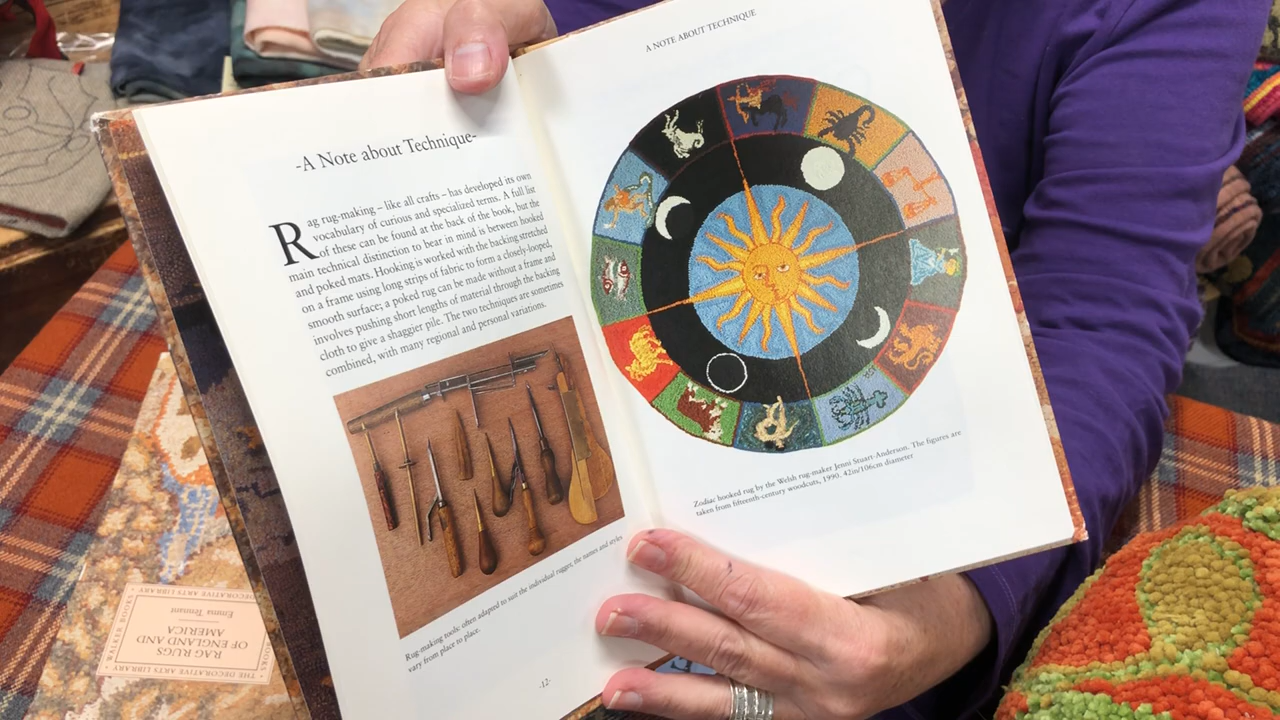 -A Note about Technique-
Rag rug-making – like all crafts – has developed its own
vocabulary of curious and specialized terms. A full list
of these can be found at the back of the book, but the
main technical distinction to bear in mind is between hooked
and poked mats. Hooking is worked with the backing stretched
on a frame using long strips of fabric to form a closely-looped,
smooth surface; a poked rug can be made without a frame and
involves pushing short lengths of material through the backing
cloth to give a shaggier pile. The two techniques are sometimes
combined, with many regional and personal variations.
Rug-making tools: often adapted to suit the individual rugger, the names and styles
vary from place to place.
-12-
A NOTE ABOUT TECHNIQUE
Zodiac hooked rug by the Welsh rug-maker Jenni Stuart-Anderson. The figures are
taken from fifteenth-century woodcuts, 1990, 42in/106cm diameter
THE DECORATIVE ARTS LIBRARY
RAG RUGS
OF ENGLAND AND
AMERICA
Emma Tennant
THE DECORATIVE ARTS LIBRARY
WALKER BOOKS
BOOKS